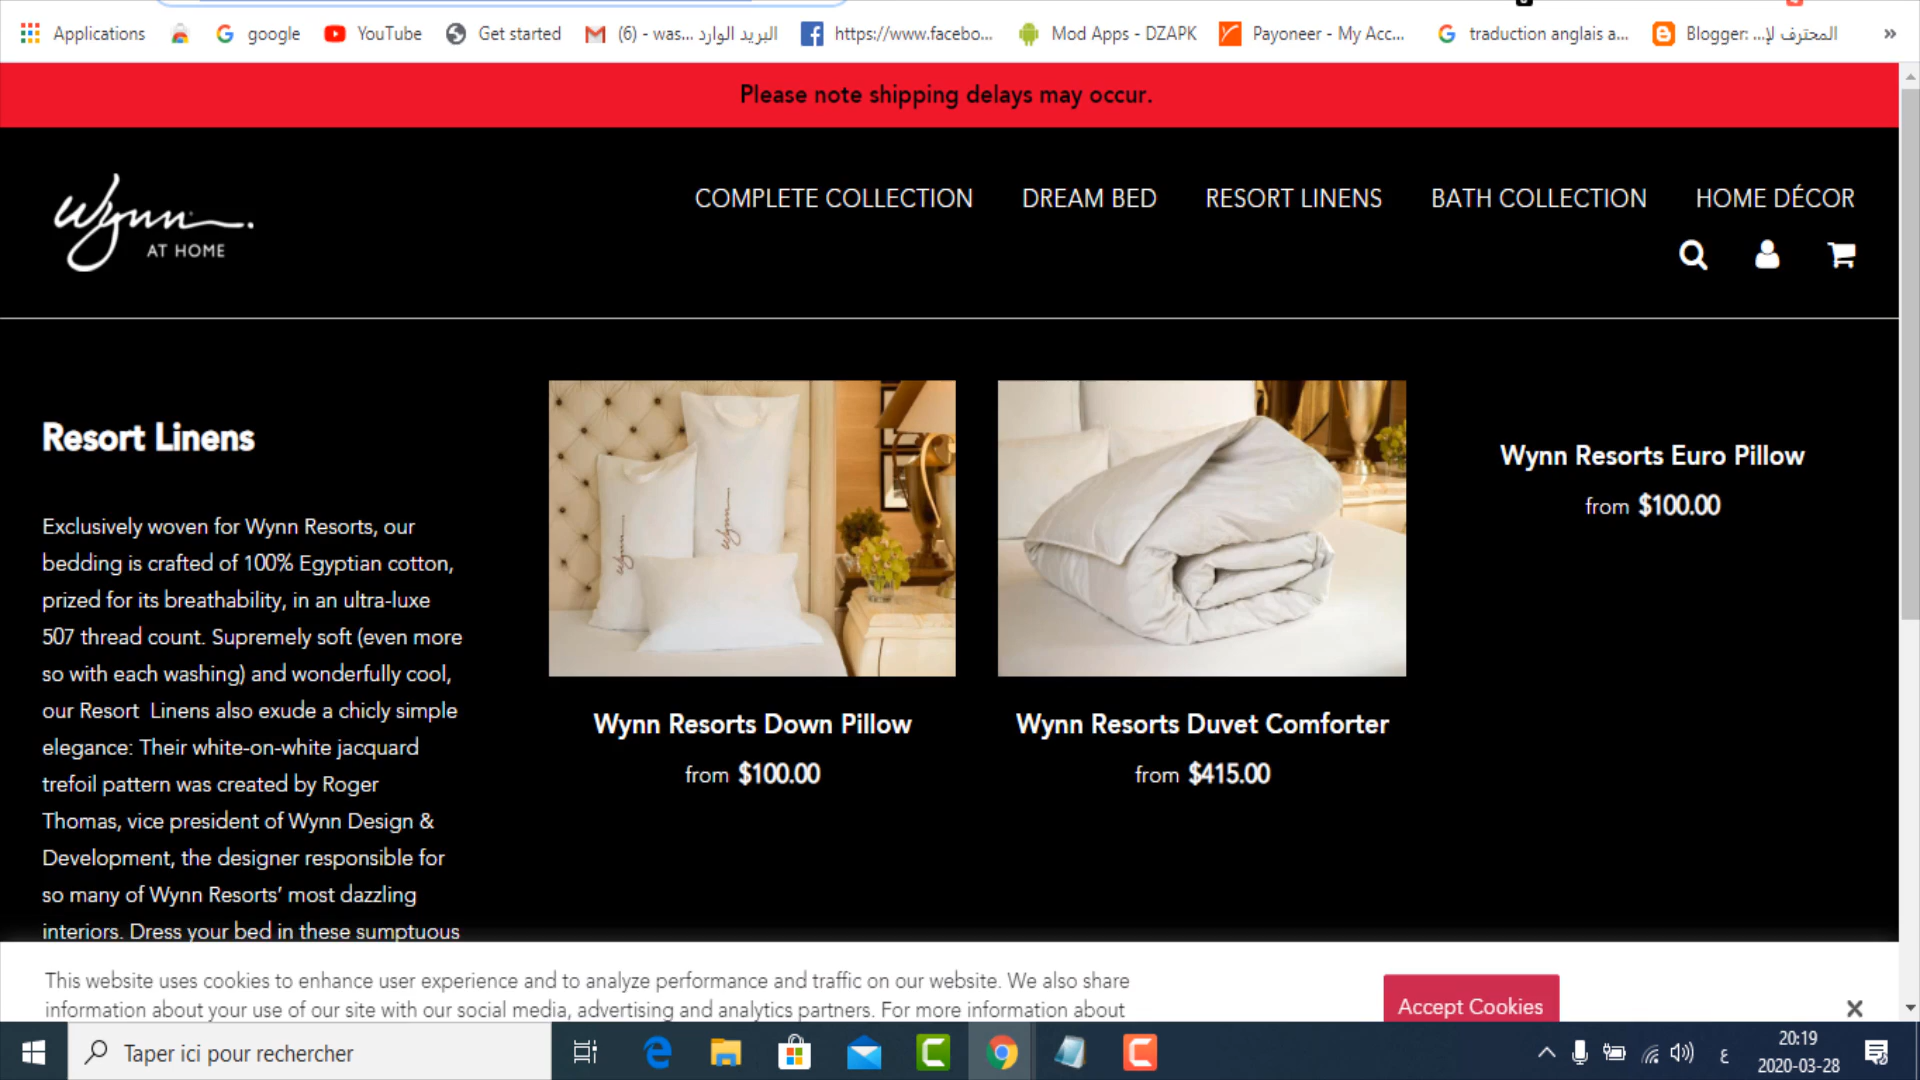 Applications
google
YouTube
Get started
(6) - was... البريد الوارد
https://www.facebo...
Mod Apps - DZAPK
Payoneer - My Acc...
traduction anglais a...
Blogger: ...المحترف لإ
»
Please note shipping delays may occur.
Wynn
AT HOME
COMPLETE COLLECTION
DREAM BED
RESORT LINENS
BATH COLLECTION
HOME DÉCOR
Resort Linens
Exclusively woven for Wynn Resorts, our
bedding is crafted of 100% Egyptian cotton,
prized for its breathability, in an ultra-luxe
507 thread count. Supremely soft (even more
so with each washing) and wonderfully cool,
our Resort Linens also exude a chicly simple
elegance: Their white-on-white jacquard
trefoil pattern was created by Roger
Thomas, vice president of Wynn Design &
Development, the designer responsible for
so many of Wynn Resorts’ most dazzling
interiors. Dress your bed in these sumptuous
Wynn
Wynn
Wynn Resorts Down Pillow
from $100.00
Wynn Resorts Duvet Comforter
from $415.00
Wynn Resorts Euro Pillow
from $100.00
This website uses cookies to enhance user experience and to analyze performance and traffic on our website. We also share
information about your use of our site with our social media, advertising and analytics partners. For more information about
Accept Cookies
Taper ici pour rechercher
ع
20:19
2020-03-28